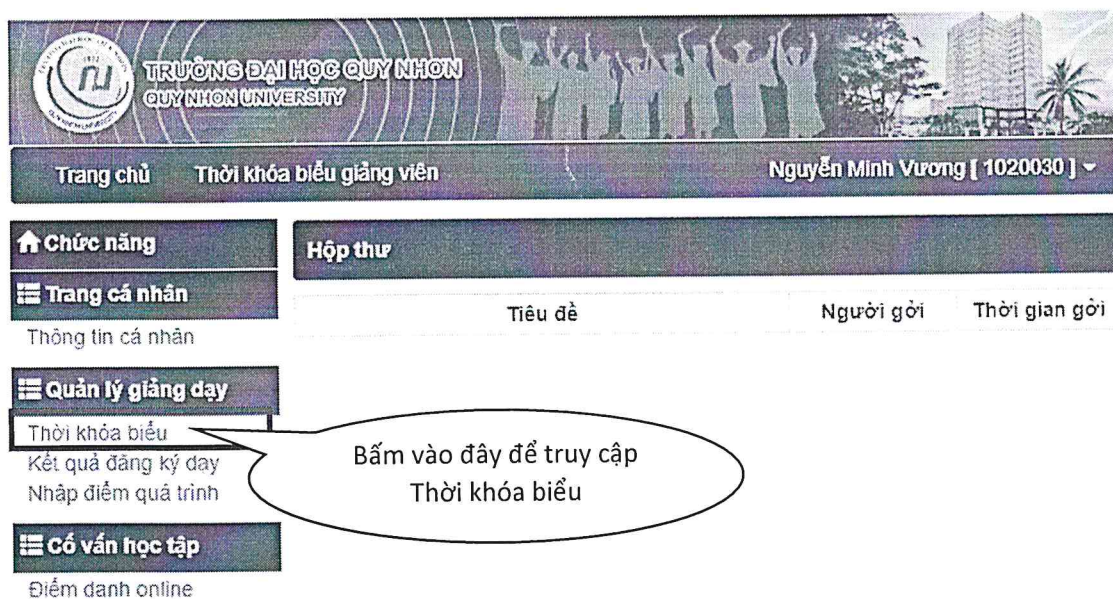 TRƯỜNG ĐẠI HỌC QUY NHƠN
QUY NHON UNIVERSITY
Trang chủ Thời khóa biểu giảng viên Nguyễn Minh Vương [ 1020030 ]
Chức năng
Hộp thư
Trang cá nhân
Tiêu đề Người gởi Thời gian gởi
Thông tin cá nhân
Quản lý giảng dạy
Thời khóa biểu
Kết quả đăng ký dạy
Nhập điểm quá trình
Bấm vào đây để truy cập
Thời khóa biểu
Cố vấn học tập
Điểm danh online